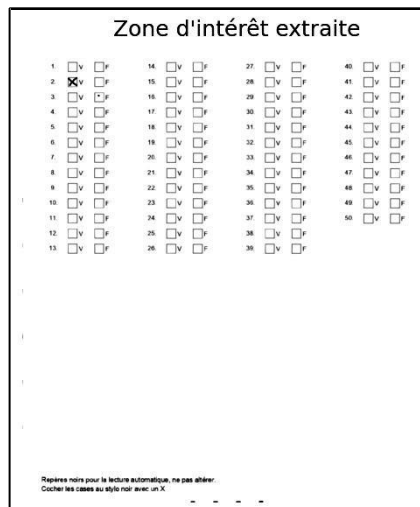 Zone d'intérêt extraite
1. V F 14. V F 27. V F 40. V F
2. V F 15. V F 28. V F 41. V F
3. V F 16. V F 29. V F 42. V F
4. V F 17. V F 30. V F 43. V F
5. V F 18. V F 31. V F 44. V F
6. V F 19. V F 32. V F 45. V F
7. V F 20. V F 33. V F 46. V F
8. V F 21. V F 34. V F 47. V F
9. V F 22. V F 35. V F 48. V F
10. V F 23. V F 36. V F 49. V F
11. V F 24. V F 37. V F 50. V F
12. V F 25. V F 38. V F
13. V F 26. V F 39. V F
Repères noirs pour la lecture automatique, ne pas altérer.
Cocher les cases au stylo noir avec un X